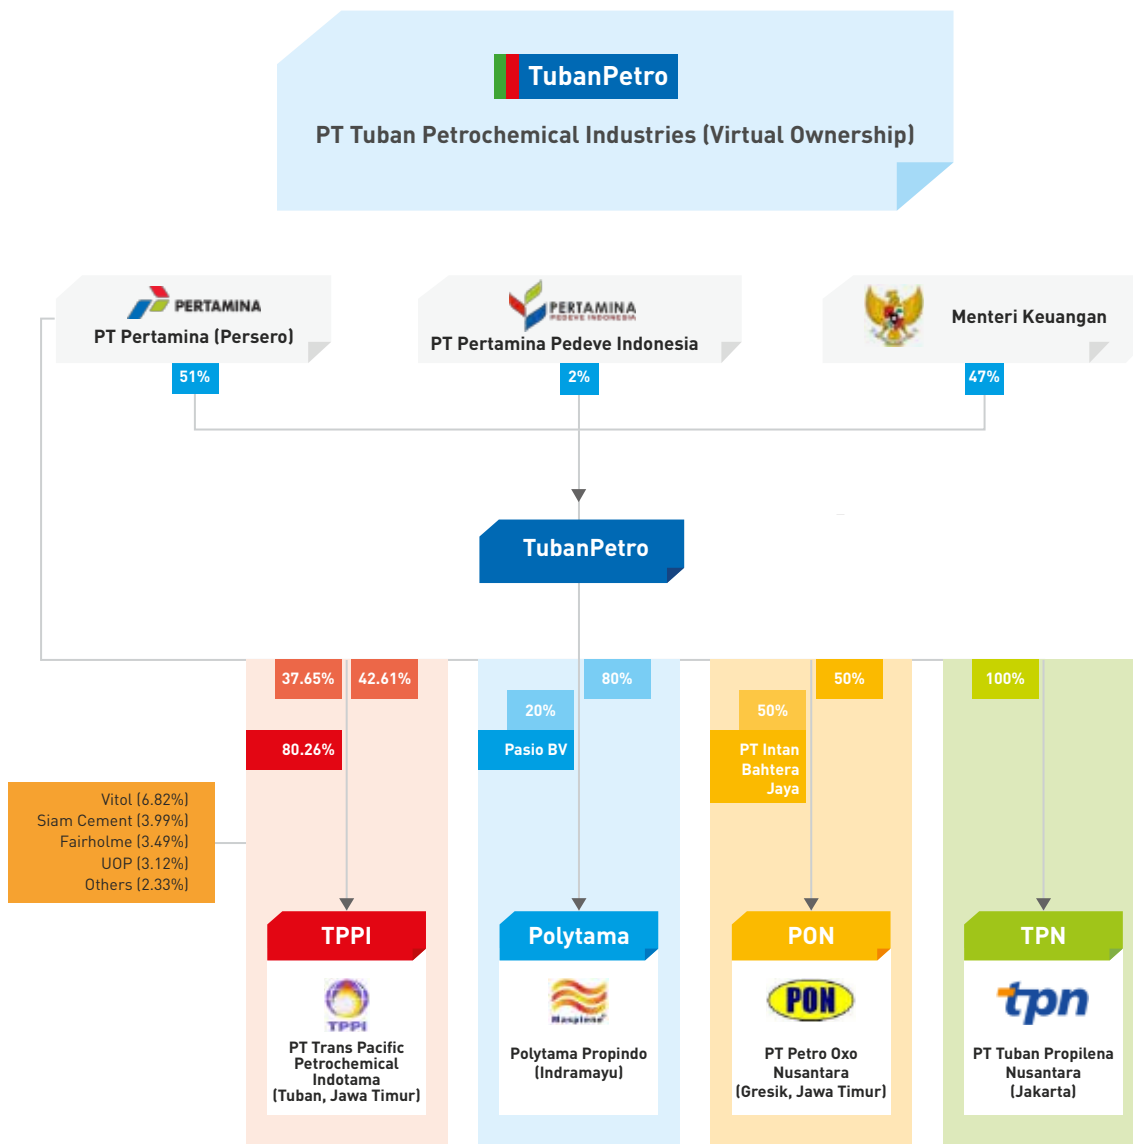 TubanPetro
PT Tuban Petrochemical Industries (Virtual Ownership)
PERTAMINA
PT Pertamina (Persero)
51%
PERTAMINA
PEDEVE INDONESIA
PT Pertamina Pedeve Indonesia
2%
Menteri Keuangan
47%
TubanPetro
37.65%
42.61%
80.26%
80%
20%
Pasio BV
50%
50%
PT Intan
Bahtera
Jaya
100%
Vitol (6.82%)
Siam Cement (3.99%)
Fairholme (3.49%)
UOP (3.12%)
Others (2.33%)
TPPI
TPPI
PT Trans Pacific
Petrochemical
Indotama
(Tuban, Jawa Timur)
Polytama
Masplene
Polytama Propindo
(Indramayu)
PON
PON
PT Petro Oxo
Nusantara
(Gresik, Jawa Timur)
TPN
tpn
PT Tuban Propilena
Nusantara
(Jakarta)